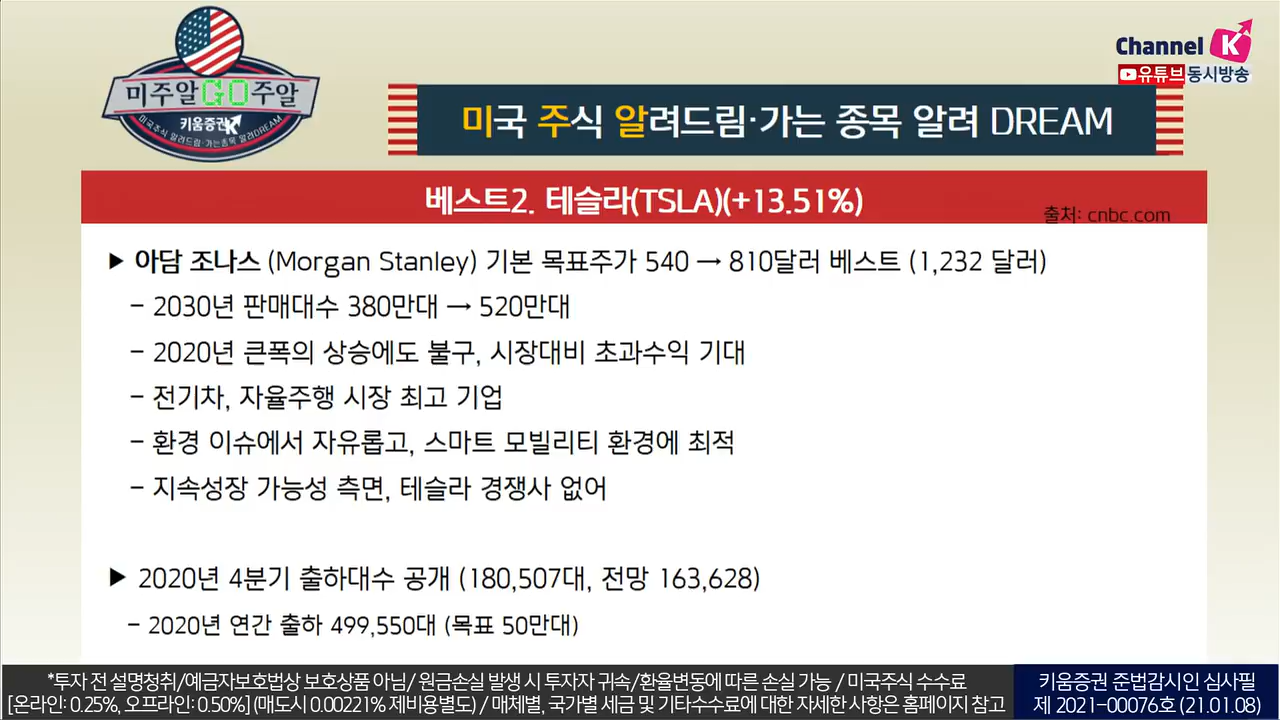 미주알GO주알
키움증권
미국주식 알려드림·가는종목 알려DREAM
Channel K
유튜브동시방송
미국 주식 알려드림·가는 종목 알려 DREAM
베스트2. 테슬라(TSLA)(+13.51%)
출처: cnbc.com
▶ 아담 조나스 (Morgan Stanley) 기본 목표주가 540 → 810달러 베스트 (1,232 달러)
- 2030년 판매대수 380만대 → 520만대
- 2020년 큰폭의 상승에도 불구, 시장대비 초과수익 기대
- 전기차, 자율주행 시장 최고 기업
- 환경 이슈에서 자유롭고, 스마트 모빌리티 환경에 최적
- 지속성장 가능성 측면, 테슬라 경쟁사 없어
▶ 2020년 4분기 출하대수 공개 (180,507대, 전망 163,628)
- 2020년 연간 출하 499,550대 (목표 50만대)
*투자 전 설명청취/예금자보호법상 보호상품 아님/ 원금손실 발생 시 투자자 귀속/환율변동에 따른 손실 가능 / 미국주식 수수료
[온라인: 0.25%, 오프라인: 0.50%] (매도시 0.00221% 제비용별도) / 매체별, 국가별 세금 및 기타수수료에 대한 자세한 사항은 홈페이지 참고
키움증권 준법감시인 심사필
제 2021-00076호 (21.01.08)